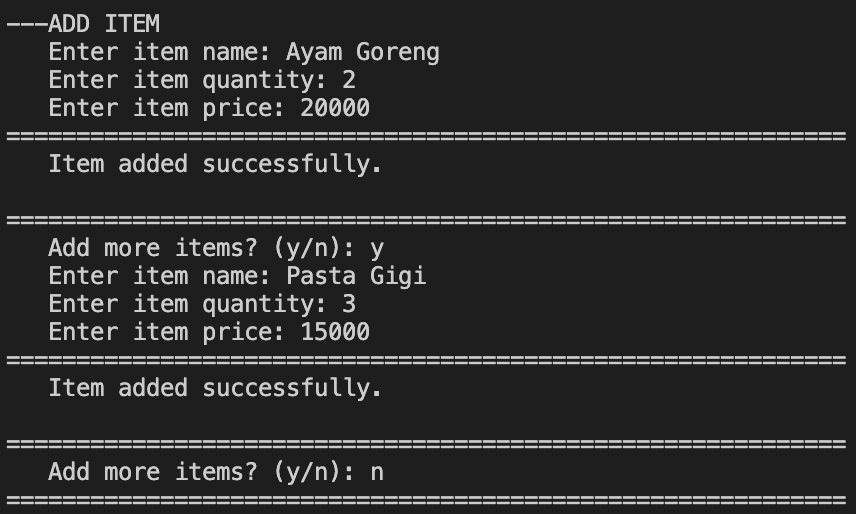 ---ADD ITEM
   Enter item name: Ayam Goreng
   Enter item quantity: 2
   Enter item price: 20000
============================================================
   Item added successfully.

============================================================
   Add more items? (y/n): y
   Enter item name: Pasta Gigi
   Enter item quantity: 3
   Enter item price: 15000
============================================================
   Item added successfully.

============================================================
   Add more items? (y/n): n
============================================================